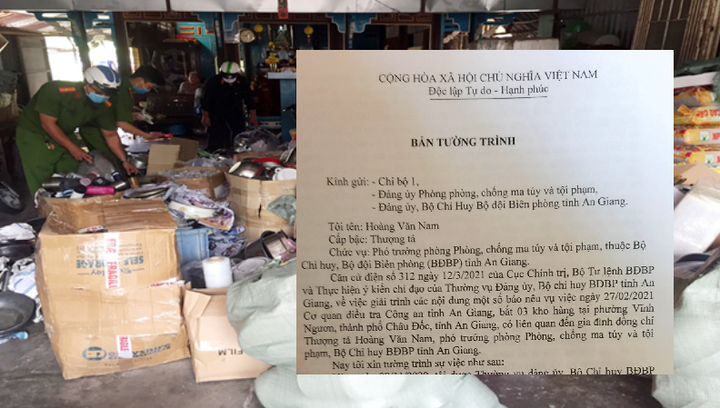 CỘNG HÒA XÃ HỘI CHỦ NGHĨA VIỆT NAM
Độc lập Tự do - Hạnh phúc
BẢN TƯỜNG TRÌNH
Kính gửi: - Chi bộ 1,
- Đảng ủy Phòng phòng, chống ma túy và tội phạm,
- Đảng ủy, Bộ Chỉ Huy Bộ đội Biên phòng tỉnh An Giang.
Tôi tên: Hoàng Văn Nam
Cấp bậc: Thượng tá
Chức vụ: Phó trưởng phòng Phòng, chống ma túy và tội phạm, thuộc Bộ
Chỉ huy, Bộ đội Biên phòng (BĐBP) tỉnh An Giang.
Căn cứ điện số 312 ngày 12/3/2021 của Cục Chính trị, Bộ Tư Lệnh BĐBP
và Thực hiện ý kiến chỉ đạo của Thường vụ Đảng ủy, Bộ chỉ huy BĐBP tỉnh An
Giang, về việc giải trình các nội dung một số báo nêu vụ việc ngày 27/02/2021
Cơ quan điều tra Công an tỉnh An Giang, bắt 03 kho hàng tại phường Vĩnh
Ngươn, thành phố Châu Đốc, tỉnh An Giang, có liên quan đến gia đình đồng chí
Thượng tá Hoàng Văn Nam, phó trưởng phòng Phòng, chống ma túy và tội
phạm, Bộ Chỉ huy BĐBP tỉnh An Giang.
Nay tôi xin tường trình sự việc như sau:
FRAGILE
FILM